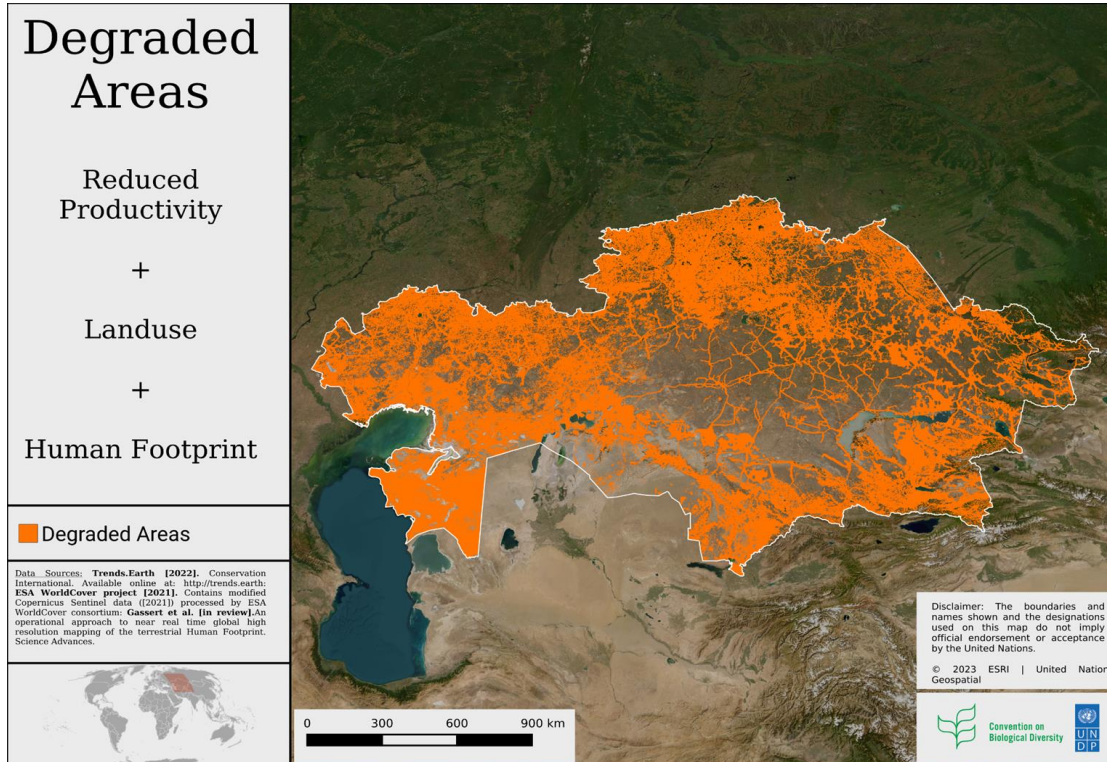 Degraded
Areas
Reduced
Productivity
+
Landuse
+
Human Footprint
Degraded Areas
Data Sources: Trends.Earth [2022]. Conservation
International. Available online at: http://trends.earth:
ESA WorldCover project [2021]. Contains modified
Copernicus Sentinel data ([2021]) processed by ESA
WorldCover consortium: Gassert et al. [in review].An
operational approach to near real time global high
resolution mapping of the terrestrial Human Footprint.
Science Advances.
0 300 600 900 km
Disclaimer: The boundaries and
names shown and the designations
used on this map do not imply
official endorsement or acceptance
by the United Nations.
© 2023 ESRI | United Nation
Geospatial
Convention on
Biological Diversity
U N
D P